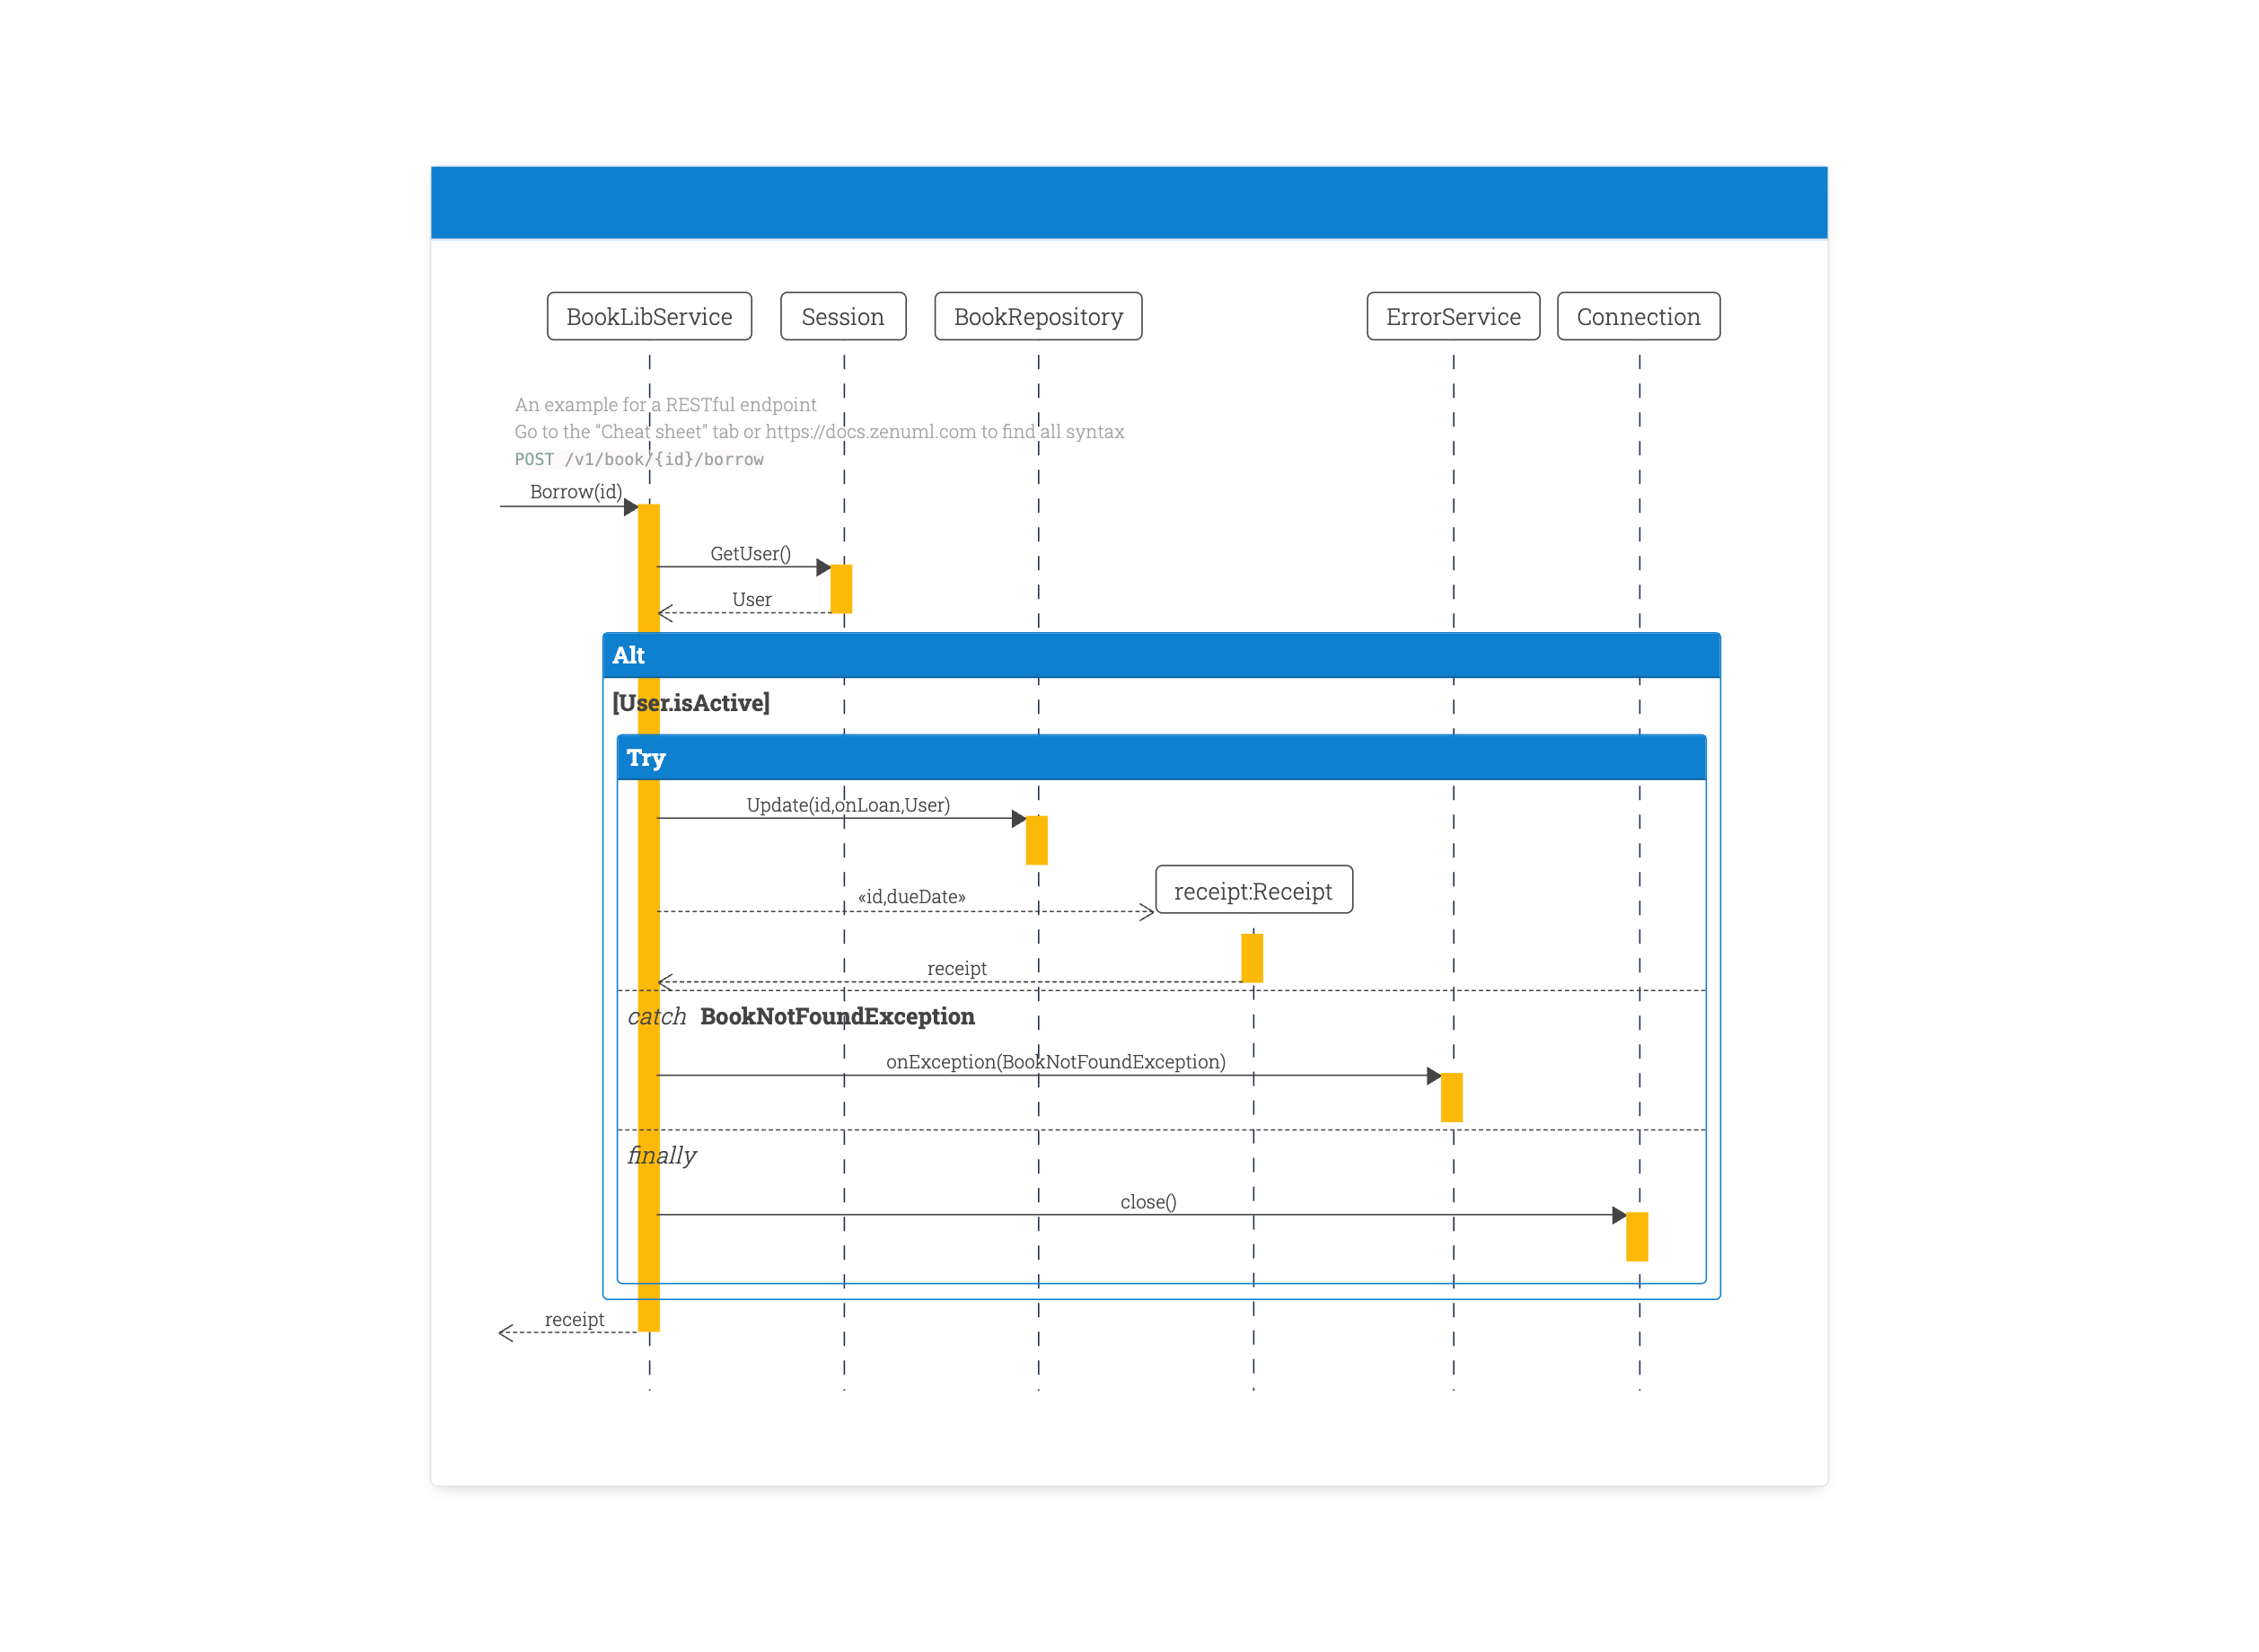 BookLibService
Session
BookRepository
ErrorService
Connection
An example for a RESTful endpoint
Go to the "Cheat sheet" tab or https://docs.zenuml.com to find all syntax
POST /v1/book/{id}/borrow
Borrow(id)
GetUser()
User
Alt
[User.isActive]
Try
Update(id,onLoan,User)
receipt:Receipt
«id,dueDate»
receipt
catch BookNotFoundException
onException(BookNotFoundException)
finally
close()
receipt